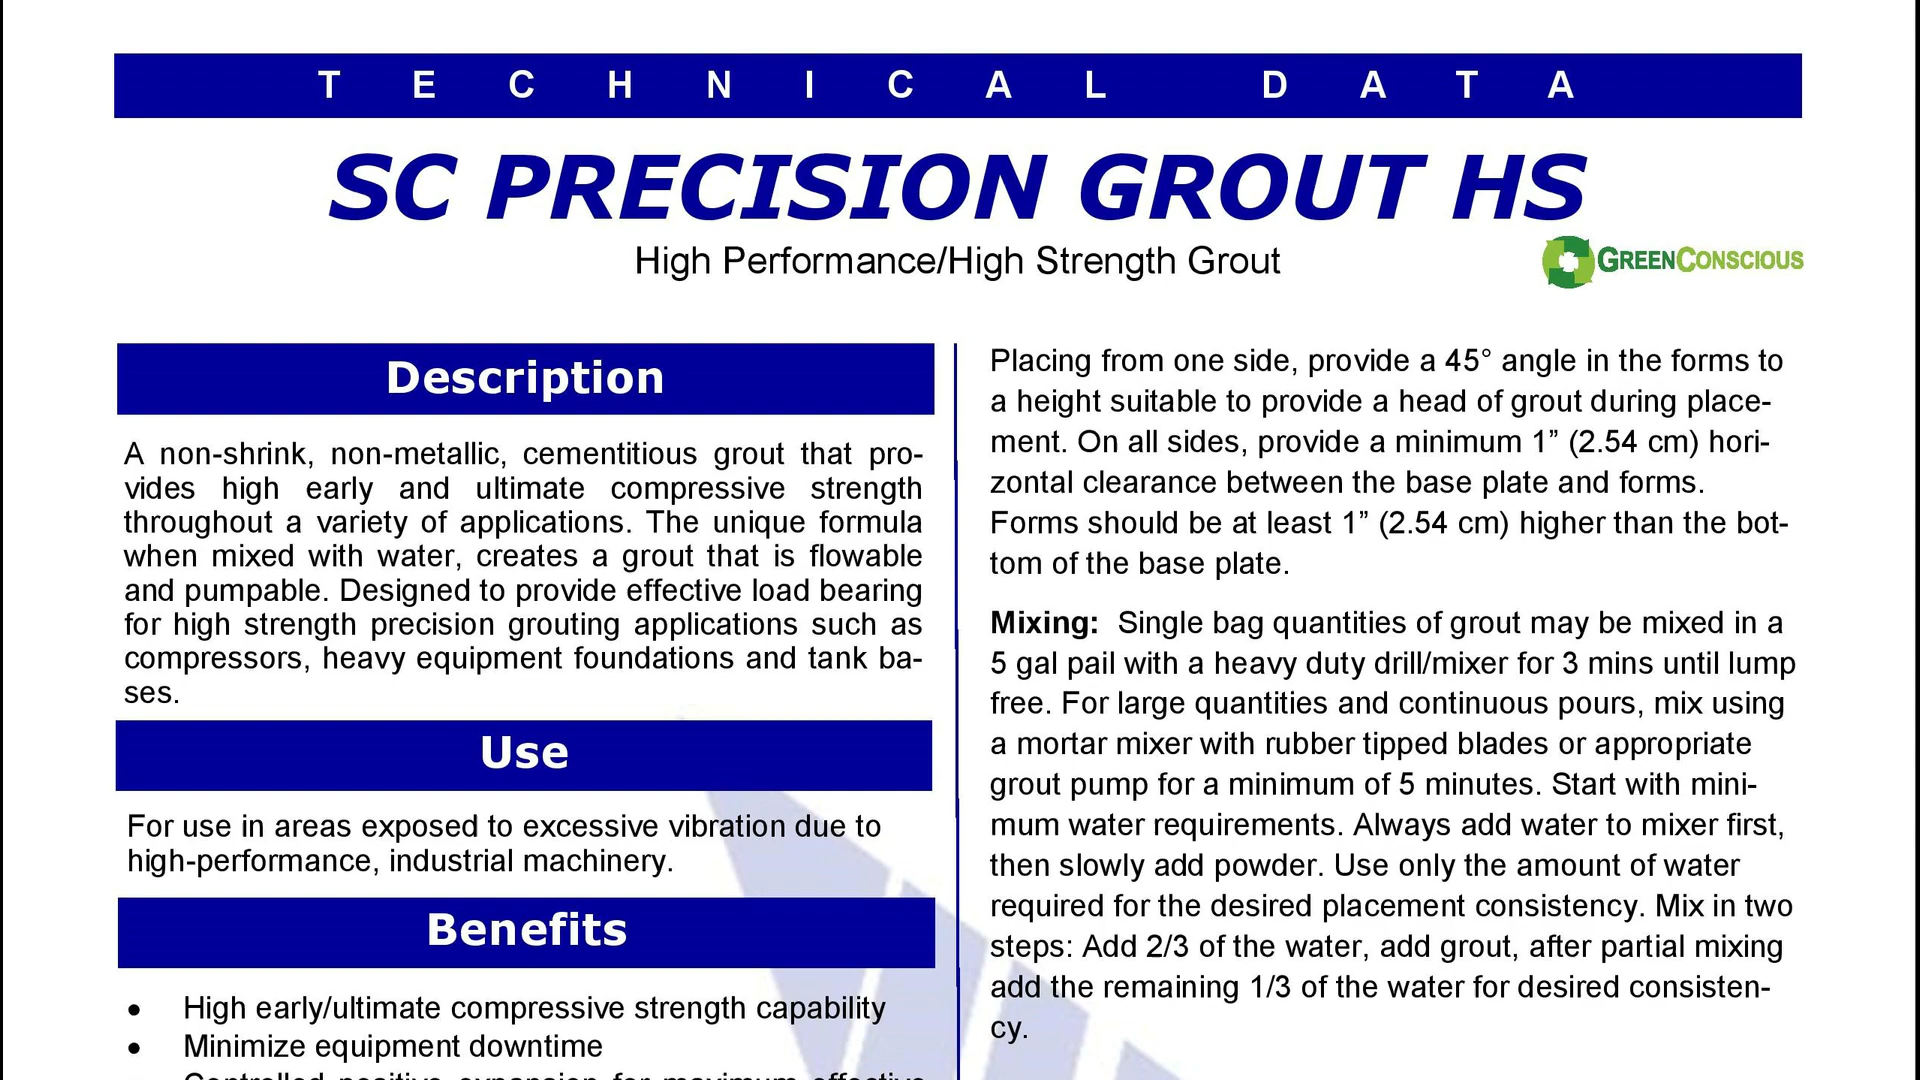 TECHNICAL DATA
SC PRECISION GROUT HS
High Performance/High Strength Grout
GREENCONSCIOUS
Description
A non-shrink, non-metallic, cementitious grout that pro-
vides high early and ultimate compressive strength
throughout a variety of applications. The unique formula
when mixed with water, creates a grout that is flowable
and pumpable. Designed to provide effective load bearing
for high strength precision grouting applications such as
compressors, heavy equipment foundations and tank ba-
ses.
Use
For use in areas exposed to excessive vibration due to
high-performance, industrial machinery.
Benefits
• High early/ultimate compressive strength capability
• Minimize equipment downtime
Controlled positive expansion for maximum effective
Placing from one side, provide a 45° angle in the forms to
a height suitable to provide a head of grout during place-
ment. On all sides, provide a minimum 1” (2.54 cm) hori-
zontal clearance between the base plate and forms.
Forms should be at least 1” (2.54 cm) higher than the bot-
tom of the base plate.
Mixing: Single bag quantities of grout may be mixed in a
5 gal pail with a heavy duty drill/mixer for 3 mins until lump
free. For large quantities and continuous pours, mix using
a mortar mixer with rubber tipped blades or appropriate
grout pump for a minimum of 5 minutes. Start with mini-
mum water requirements. Always add water to mixer first,
then slowly add powder. Use only the amount of water
required for the desired placement consistency. Mix in two
steps: Add 2/3 of the water, add grout, after partial mixing
add the remaining 1/3 of the water for desired consisten-
cy.